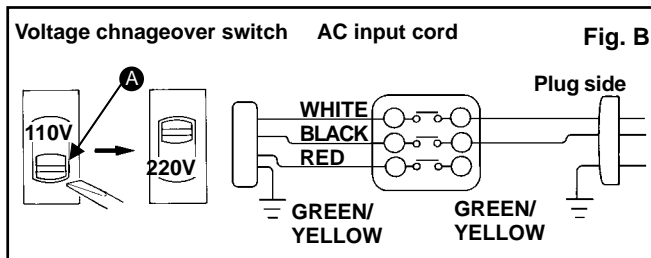 Voltage chnageover switch AC input cord Fig. B
A
Plug side
110V
220V
WHITE
BLACK
RED
GREEN/
YELLOW
GREEN/
YELLOW